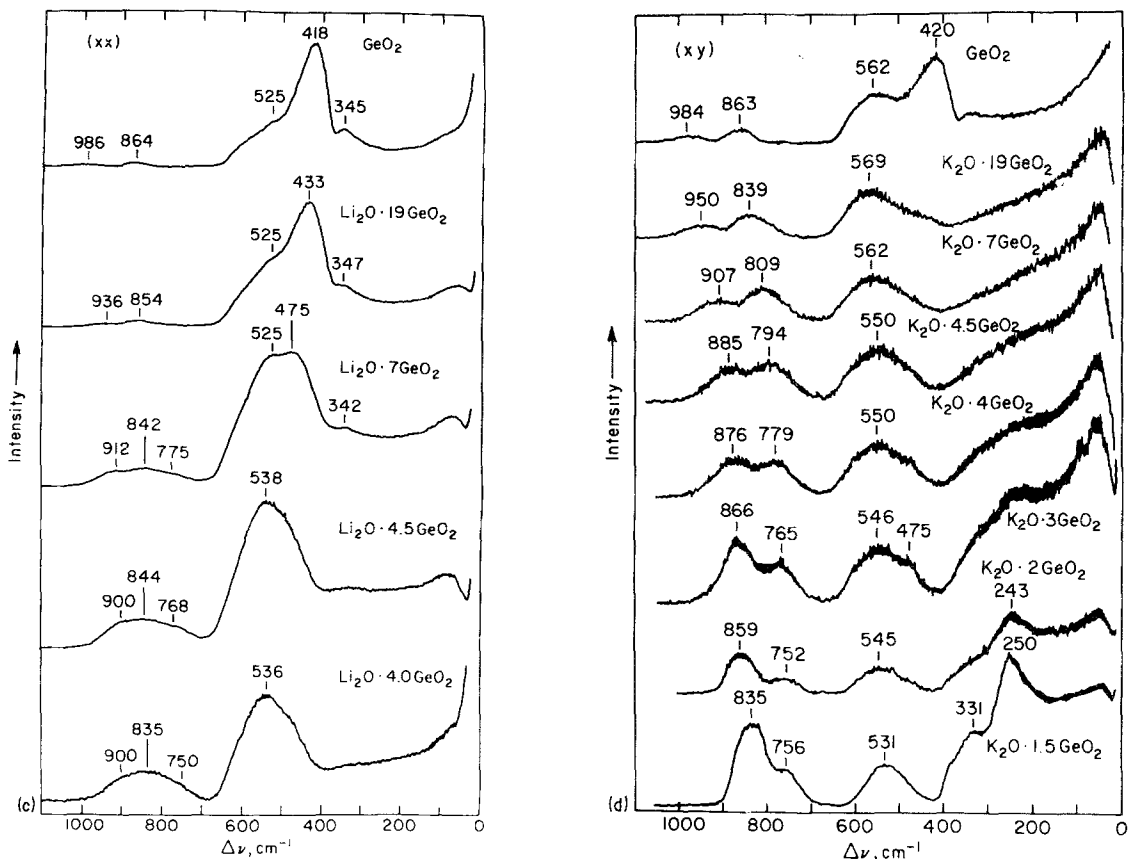 (xx)
418
GeO₂
525
345
986
864
433
Li₂O·19GeO₂
525
347
936
854
475
525
Li₂O·7GeO₂
342
842
912
775
538
Li₂O·4.5GeO₂
844
900
768
536
Li₂O·4.0GeO₂
835
900
750
(c)
1000 800 600 400 200 0
Δν, cm⁻¹
Intensity
(xy)
420
GeO₂
562
984
863
K₂O·19GeO₂
569
950
839
K₂O·7GeO₂
562
907
809
K₂O·4.5GeO₂
550
885
794
K₂O·4GeO₂
550
876
779
K₂O·3GeO₂
866
765
546
475
K₂O·2GeO₂
243
859
752
545
250
835
756
531
331
K₂O·1.5GeO₂
(d)
1000 800 600 400 200 0
Δν, cm⁻¹
Intensity